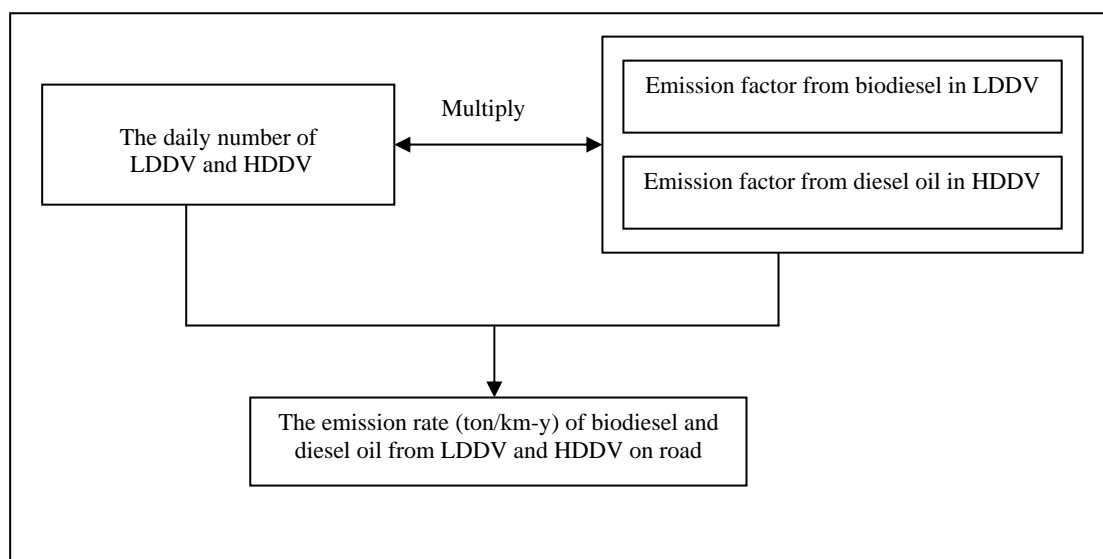 The daily number of
LDDV and HDDV
Multiply
Emission factor from biodiesel in LDDV
Emission factor from diesel oil in HDDV
The emission rate (ton/km-y) of biodiesel and
diesel oil from LDDV and HDDV on road